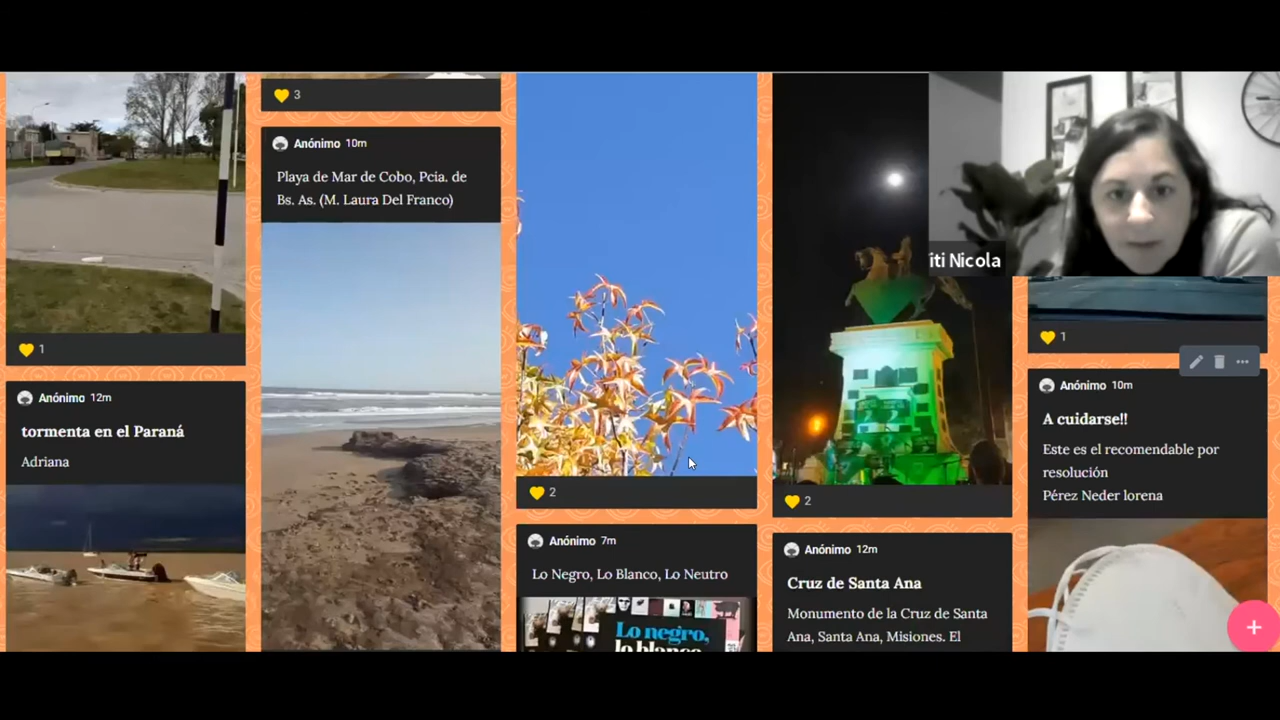 1
Anónimo 12m
tormenta en el Paraná
Adriana
3
Anónimo 10m
Playa de Mar de Cobo, Pcia. de
Bs. As. (M. Laura Del Franco)
2
Anónimo 7m
Lo Negro, Lo Blanco, Lo Neutro
Lo negro,
lo blanco
2
Anónimo 12m
Cruz de Santa Ana
Monumento de la Cruz de Santa
Ana, Santa Ana, Misiones. El
iti Nicola
1
Anónimo 10m
A cuidarse!!
Este es el recomendable por
resolución
Pérez Neder lorena